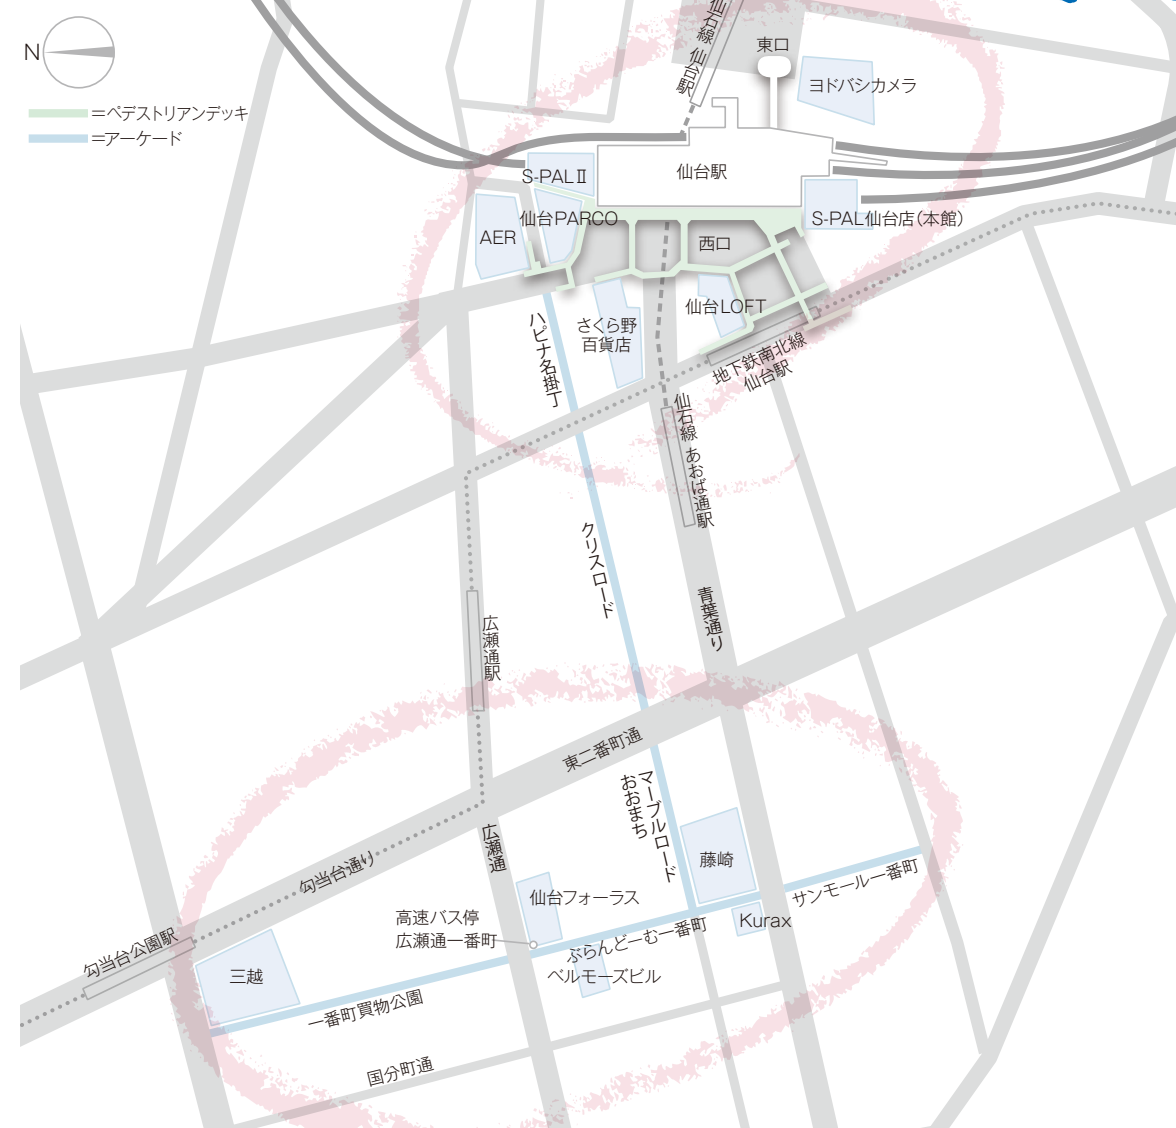 N
=ペデストリアンデッキ
=アーケード
仙石線 仙台駅
東口
ヨドバシカメラ
仙台駅
S-PALⅡ
仙台PARCO
AER
S-PAL仙台店(本館)
西口
仙台LOFT
さくら野
百貨店
ハピナ名掛丁
地下鉄南北線
仙台駅
仙石線 あおば通駅
クリスロード
青葉通り
広瀬通駅
東二番町通
マーブルロード
おおまち
広瀬通
勾当台通り
藤崎
サンモール一番町
仙台フォーラス
高速バス停
広瀬通一番町
Kurax
ぶらんどーむ一番町
ベルモーズビル
勾当台公園駅
三越
一番町買物公園
国分町通